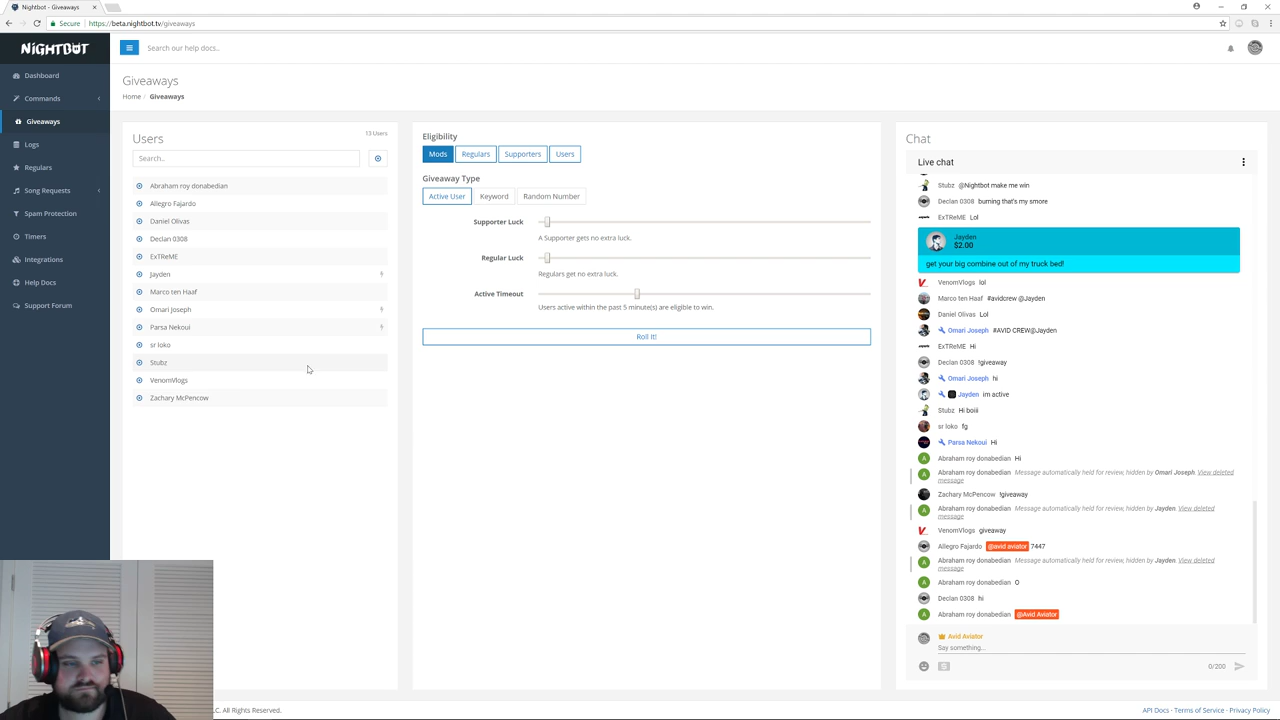 Nightbot - Giveaways
Secure
https://beta.nightbot.tv/giveaways
NIGHTBOT
Search our help docs..
Dashboard
Commands
Giveaways
Logs
Regulars
Song Requests
Spam Protection
Timers
Integrations
Help Docs
Support Forum
Giveaways
Home / Giveaways
Users
13 Users
Search..
Abraham roy donabedian
Allegro Fajardo
Daniel Olivas
Declan 0308
ExTReME
Jayden
Marco ten Haaf
Omari Joseph
Parsa Nekoui
sr loko
Stubz
VenomVlogs
Zachary McPencow
Eligibility
Mods Regulars Supporters Users
Giveaway Type
Active User Keyword Random Number
Supporter Luck
A Supporter gets no extra luck.
Regular Luck
Regulars get no extra luck.
Active Timeout
Users active within the past 5 minute(s) are eligible to win.
Roll It!
Chat
Live chat
Stubz @Nightbot make me win
Declan 0308 burning that's my smore
ExTReME Lol
Jayden
$2.00
get your big combine out of my truck bed!
VenomVlogs lol
Marco ten Haaf #avidcrew @Jayden
Daniel Olivas Lol
Omari Joseph #AVID CREW@Jayden
ExTReME Hi
Declan 0308 !giveaway
Omari Joseph hi
Jayden im active
Stubz Hi boiii
sr loko fg
Parsa Nekoui Hi
A Abraham roy donabedian Hi
A Abraham roy donabedian Message automatically held for review, hidden by Omari Joseph. View deleted
message
Zachary McPencow !giveaway
A Abraham roy donabedian Message automatically held for review, hidden by Jayden. View deleted
message
VenomVlogs giveaway
Allegro Fajardo @avid aviator 7447
A Abraham roy donabedian Message automatically held for review, hidden by Jayden. View deleted
message
A Abraham roy donabedian O
Declan 0308 hi
A Abraham roy donabedian @Avid Aviator
Avid Aviator
Say something...
0/200
C. All Rights Reserved.
API Docs - Terms of Service - Privacy Policy